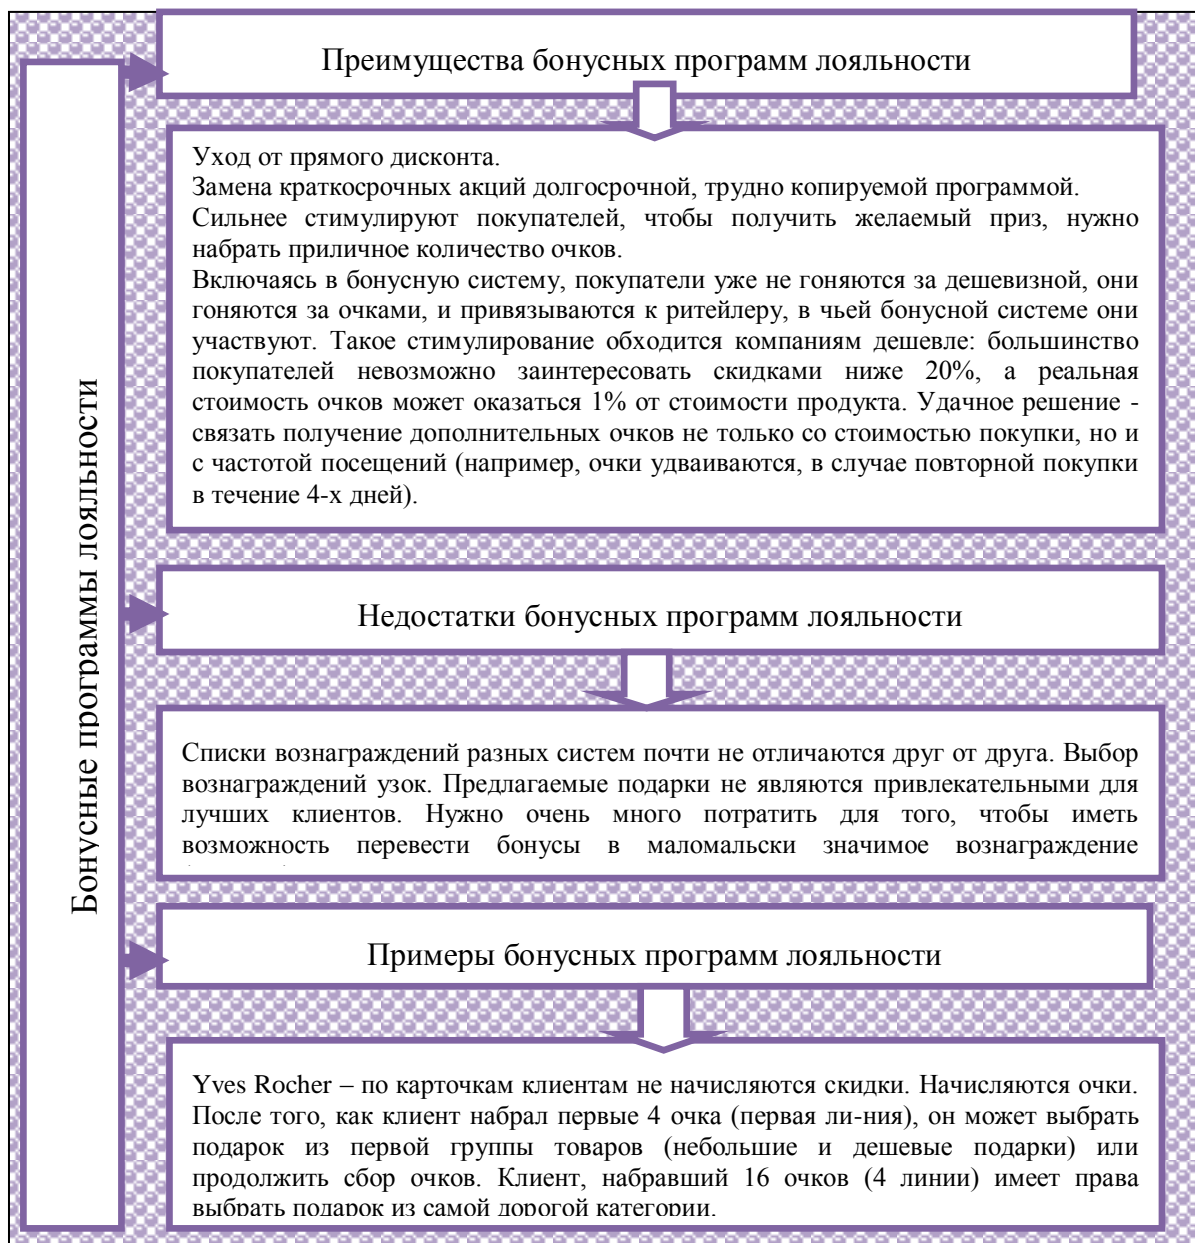 Бонусные программы лояльности
Преимущества бонусных программ лояльности
Уход от прямого дисконта.
Замена краткосрочных акций долгосрочной, трудно копируемой программой.
Сильнее стимулируют покупателей, чтобы получить желаемый приз, нужно
набрать приличное количество очков.
Включаясь в бонусную систему, покупатели уже не гоняются за дешевизной, они
гоняются за очками, и привязываются к ритейлеру, в чьей бонусной системе они
участвуют. Такое стимулирование обходится компаниям дешевле: большинство
покупателей невозможно заинтересовать скидками ниже 20%, а реальная
стоимость очков может оказаться 1% от стоимости продукта. Удачное решение -
связать получение дополнительных очков не только со стоимостью покупки, но и
с частотой посещений (например, очки удваиваются, в случае повторной покупки
в течение 4-х дней).
Недостатки бонусных программ лояльности
Списки вознаграждений разных систем почти не отличаются друг от друга. Выбор
вознаграждений узок. Предлагаемые подарки не являются привлекательными для
лучших клиентов. Нужно очень много потратить для того, чтобы иметь
возможность перевести бонусы в маломальски значимое вознаграждение
Примеры бонусных программ лояльности
Yves Rocher – по карточкам клиентам не начисляются скидки. Начисляются очки.
После того, как клиент набрал первые 4 очка (первая ли-ния), он может выбрать
подарок из первой группы товаров (небольшие и дешевые подарки) или
продолжить сбор очков. Клиент, набравший 16 очков (4 линии) имеет права
выбрать подарок из самой дорогой категории.